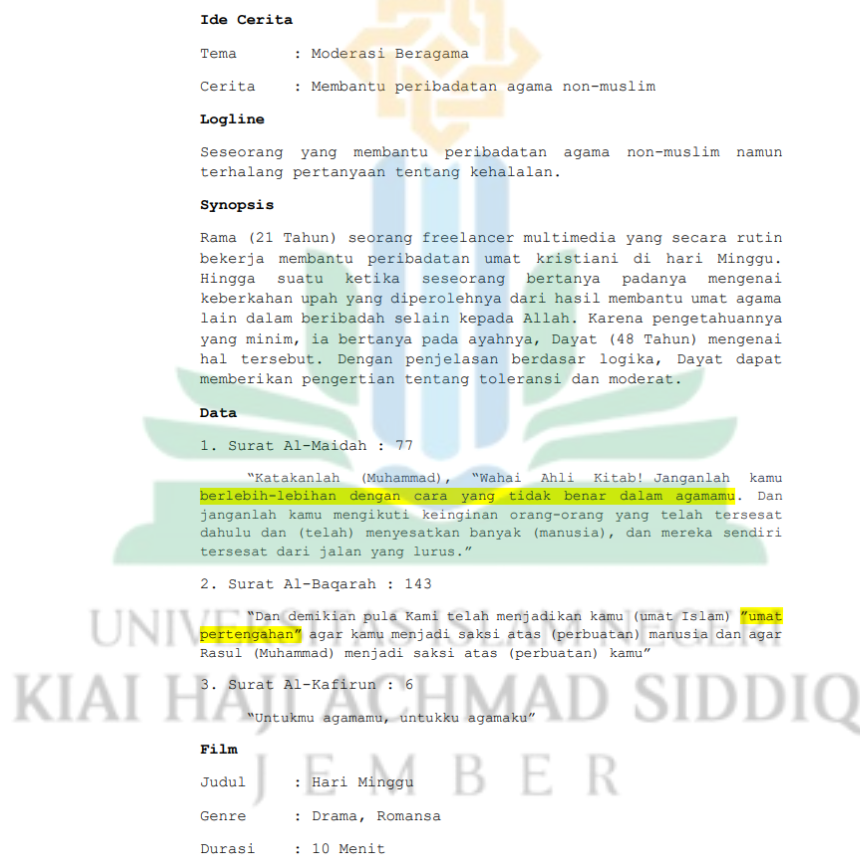 Ide Cerita
Tema : Moderasi Beragama
Cerita : Membantu peribadatan agama non-muslim
Logline
Seseorang yang membantu peribadatan agama non-muslim namun
terhalang pertanyaan tentang kehalalan.
Synopsis
Rama (21 Tahun) seorang freelancer multimedia yang secara rutin
bekerja membantu peribadatan umat kristiani di hari Minggu.
Hingga suatu ketika seseorang bertanya padanya mengenai
keberkahan upah yang diperolehnya dari hasil membantu umat agama
lain dalam beribadah selain kepada Allah. Karena pengetahuannya
yang minim, ia bertanya pada ayahnya, Dayat (48 Tahun) mengenai
hal tersebut. Dengan penjelasan berdasar logika, Dayat dapat
memberikan pengertian tentang toleransi dan moderat.
Data
1. Surat Al-Maidah : 77
“Katakanlah (Muhammad), “Wahai Ahli Kitab! Janganlah kamu
berlebih-lebihan dengan cara yang tidak benar dalam agamamu. Dan
janganlah kamu mengikuti keinginan orang-orang yang telah tersesat
dahulu dan (telah) menyesatkan banyak (manusia), dan mereka sendiri
tersesat dari jalan yang lurus.”
2. Surat Al-Baqarah : 143
“Dan demikian pula Kami telah menjadikan kamu (umat Islam) ”umat
pertengahan” agar kamu menjadi saksi atas (perbuatan) manusia dan agar
Rasul (Muhammad) menjadi saksi atas (perbuatan) kamu”
UNIVERSITAS ISLAM NEGERI
3. Surat Al-Kafirun : 6
KIAI HAJI ACHMAD SIDDIQ
“Untukmu agamamu, untukku agamaku”
Film
JEMBER
Judul : Hari Minggu
Genre : Drama, Romansa
Durasi : 10 Menit